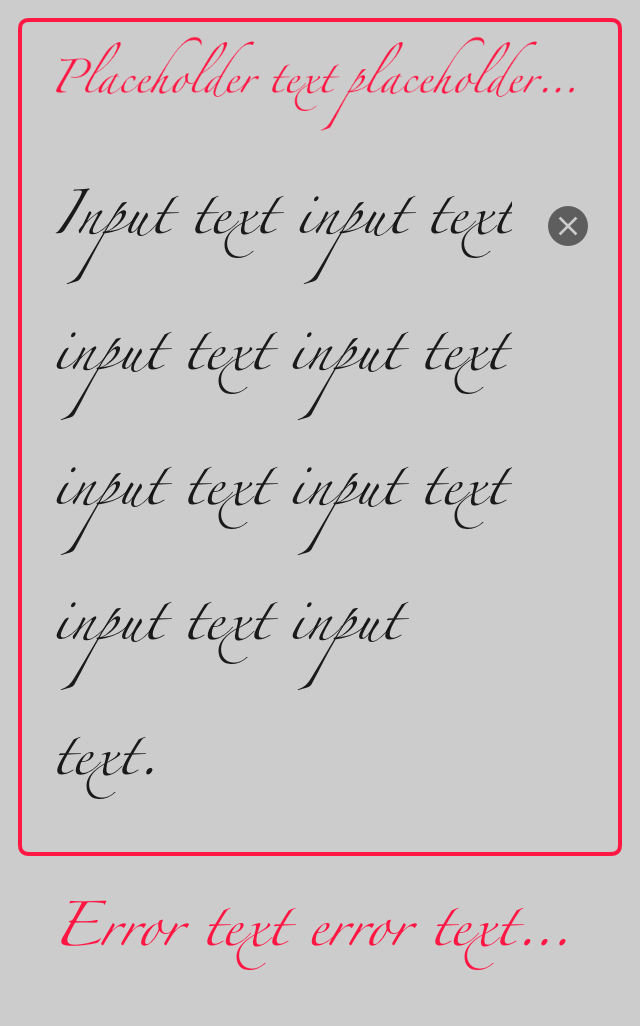 Placeholder text placeholder...
Input text input text
input text input text
input text input text
input text input
text.
Error text error text...